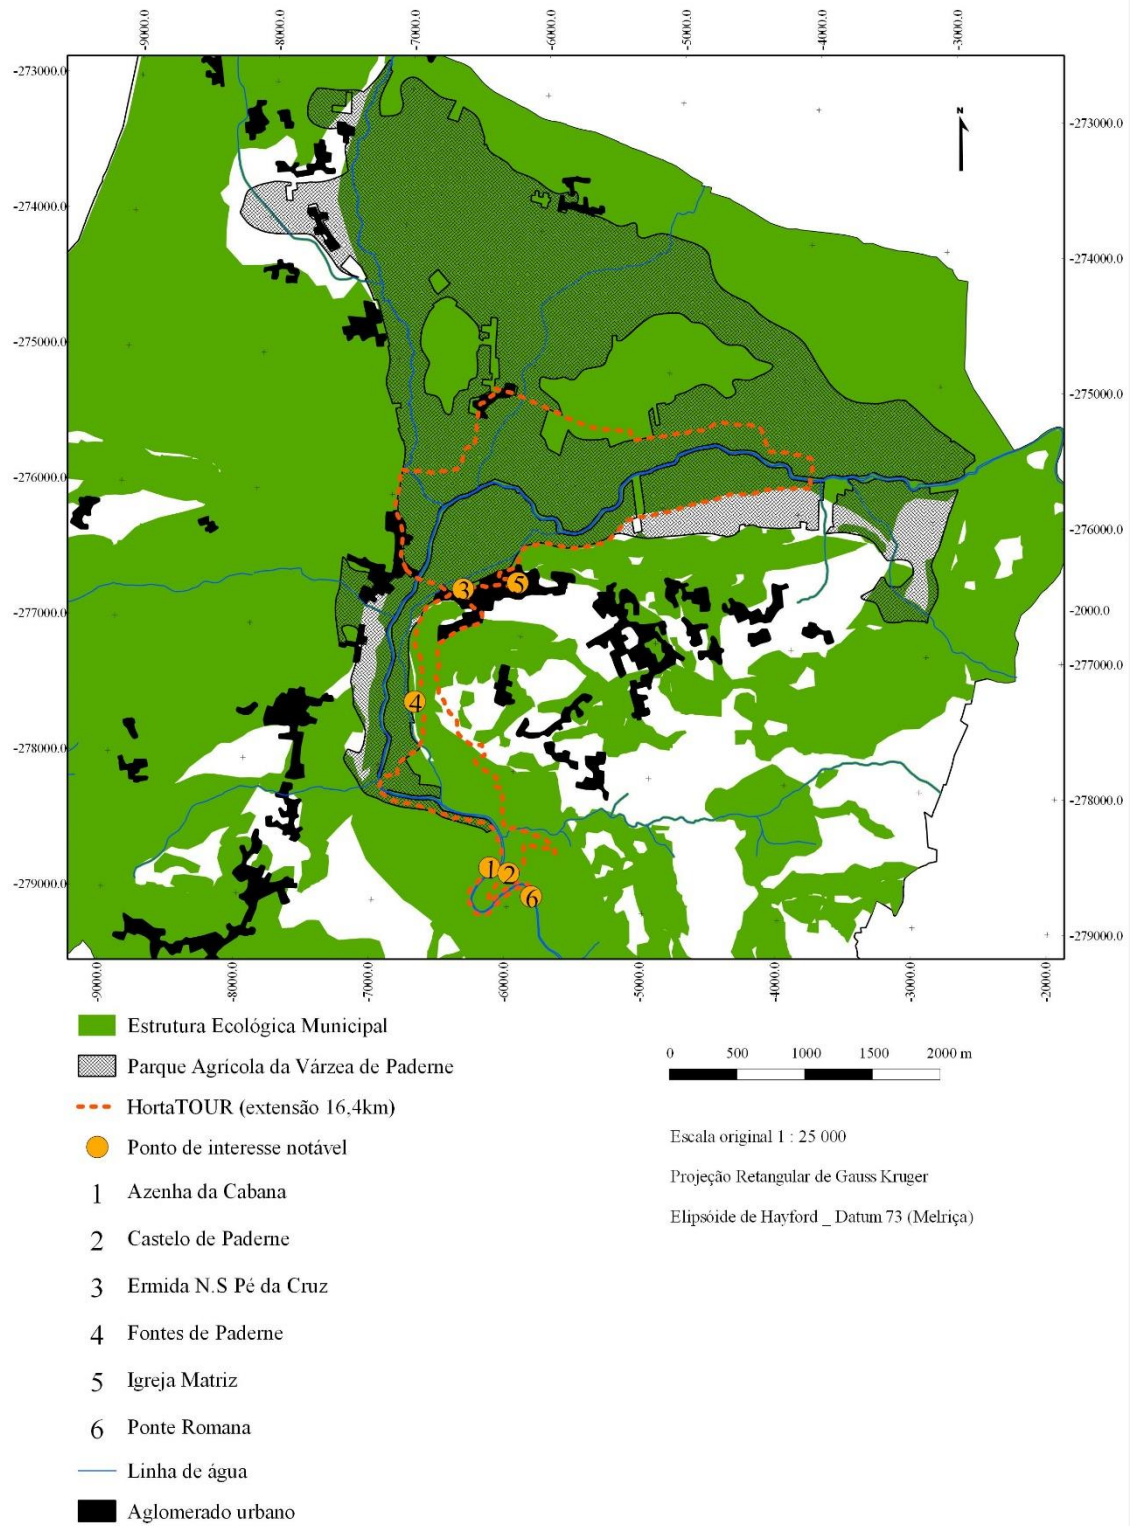 -9000.0 -8000.0 -7000.0 -6000.0 -5000.0 -4000.0 -3000.0
-273000.0
-273000.0
N
-274000.0
-274000.0
-275000.0
-275000.0
-276000.0
-276000.0
3 5
-277000.0
-2000.0
-277000.0
4
-278000.0
-278000.0
1 2
-279000.0
6
-279000.0
-9000.0 -8000.0 -7000.0 -6000.0 -5000.0 -4000.0 -3000.0 -2000.0
Estrutura Ecológica Municipal
Parque Agrícola da Várzea de Paderne
HortaTOUR (extensão 16,4km)
Ponto de interesse notável
1 Azenha da Cabana
2 Castelo de Paderne
3 Ermida N.S Pé da Cruz
4 Fontes de Paderne
5 Igreja Matriz
6 Ponte Romana
Linha de água
Aglomerado urbano
0 500 1000 1500 2000 m
Escala original 1 : 25 000
Projeção Retangular de Gauss Kruger
Elipsóide de Hayford _ Datum 73 (Melriça)